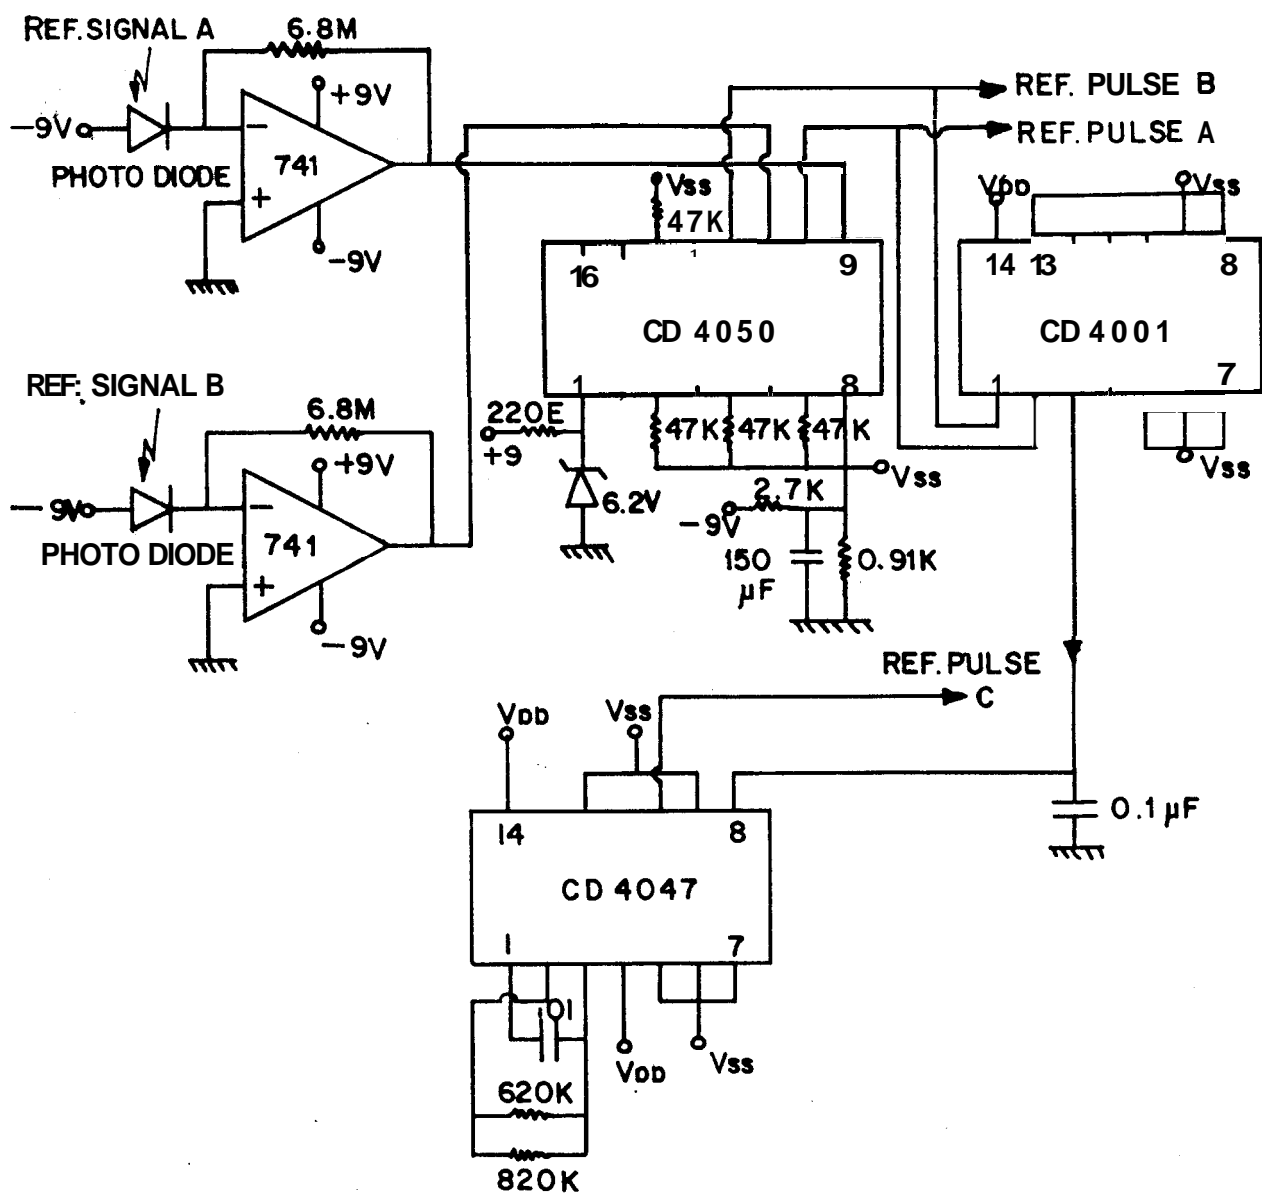 REF. SIGNAL A
6.8M
+9V
-9V
PHOTO DIODE
-
741
+
-9V
REF. PULSE B
REF. PULSE A
Vss
47K
VDD
Vss
16
9
CD 4050
1
8
14 13
8
CD 4001
1
7
Vss
REF: SIGNAL B
6.8M
+9V
-9V
PHOTO DIODE
-
741
+
-9V
220E
+9
6.2V
47K
47K
47K
Vss
2.7K
-9V
150
µF
0.91K
REF. PULSE
C
VDD
Vss
14
8
CD 4047
1
7
0.1 µF
VDD
Vss
620K
820K